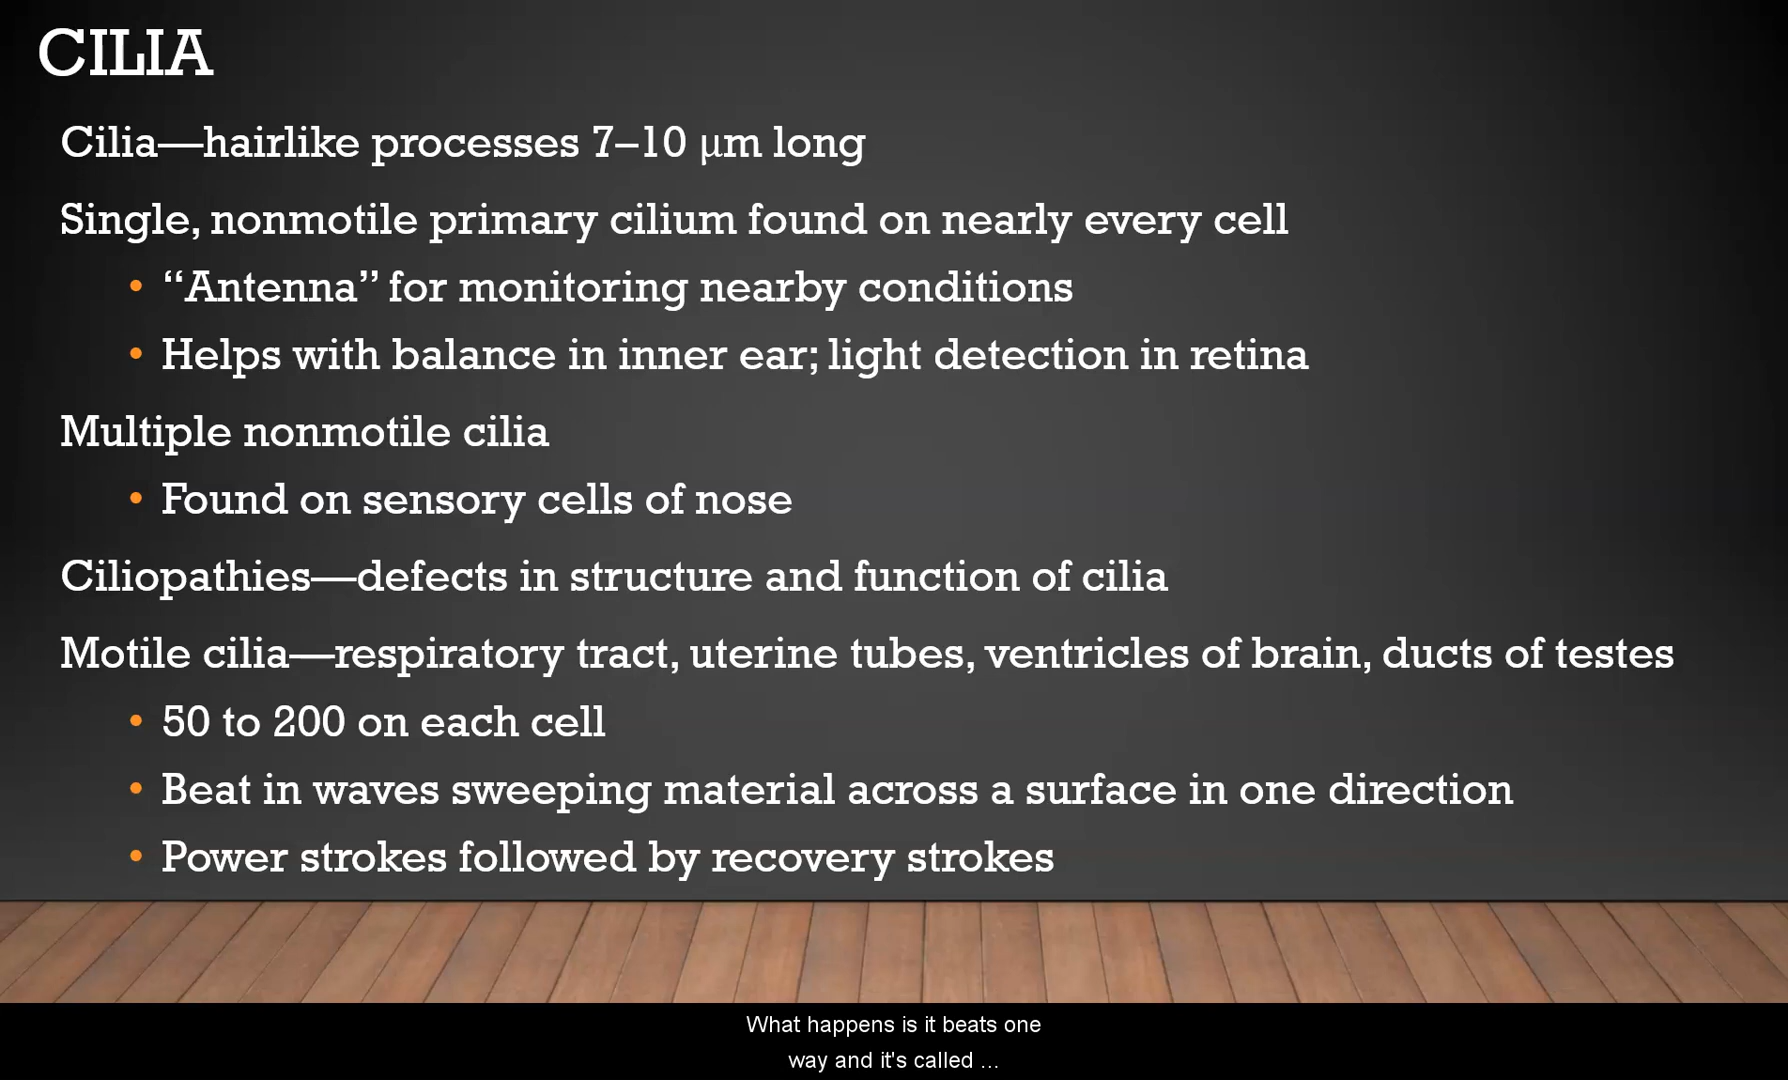 CILIA
Cilia—hairlike processes 7–10 µm long
Single, nonmotile primary cilium found on nearly every cell
• “Antenna” for monitoring nearby conditions
• Helps with balance in inner ear; light detection in retina
Multiple nonmotile cilia
• Found on sensory cells of nose
Ciliopathies—defects in structure and function of cilia
Motile cilia—respiratory tract, uterine tubes, ventricles of brain, ducts of testes
• 50 to 200 on each cell
• Beat in waves sweeping material across a surface in one direction
• Power strokes followed by recovery strokes
What happens is it beats one
way and it's called ...